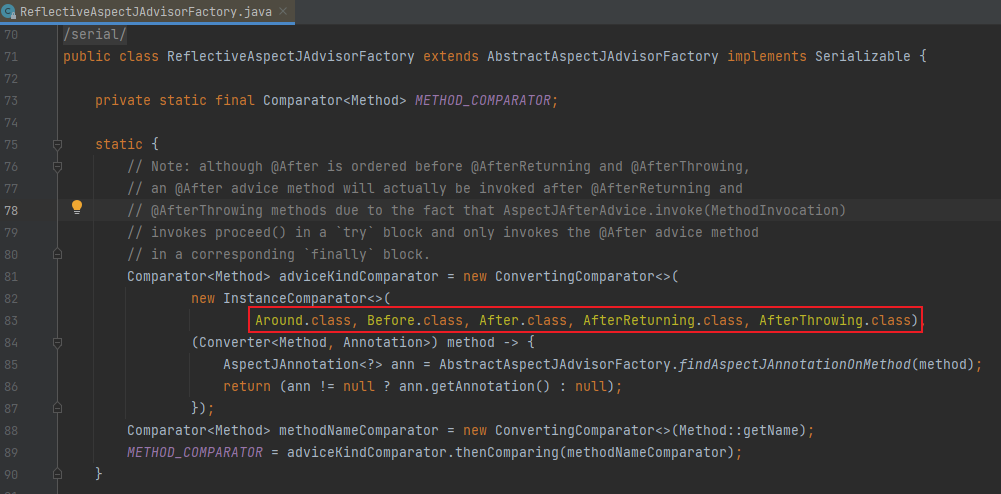 ReflectiveAspectJAdvisorFactory.java
70 /serial/
71 public class ReflectiveAspectJAdvisorFactory extends AbstractAspectJAdvisorFactory implements Serializable {
72
73 private static final Comparator<Method> METHOD_COMPARATOR;
74
75 static {
76 // Note: although @After is ordered before @AfterReturning and @AfterThrowing,
77 // an @After advice method will actually be invoked after @AfterReturning and
78 // @AfterThrowing methods due to the fact that AspectJAfterAdvice.invoke(MethodInvocation)
79 // invokes proceed() in a `try` block and only invokes the @After advice method
80 // in a corresponding `finally` block.
81 Comparator<Method> adviceKindComparator = new ConvertingComparator<>(
82 new InstanceComparator<>(
83 Around.class, Before.class, After.class, AfterReturning.class, AfterThrowing.class),
84 (Converter<Method, Annotation>) method -> {
85 AspectJAnnotation<?> ann = AbstractAspectJAdvisorFactory.findAspectJAnnotationOnMethod(method);
86 return (ann != null ? ann.getAnnotation() : null);
87 });
88 Comparator<Method> methodNameComparator = new ConvertingComparator<>(Method::getName);
89 METHOD_COMPARATOR = adviceKindComparator.thenComparing(methodNameComparator);
90 }